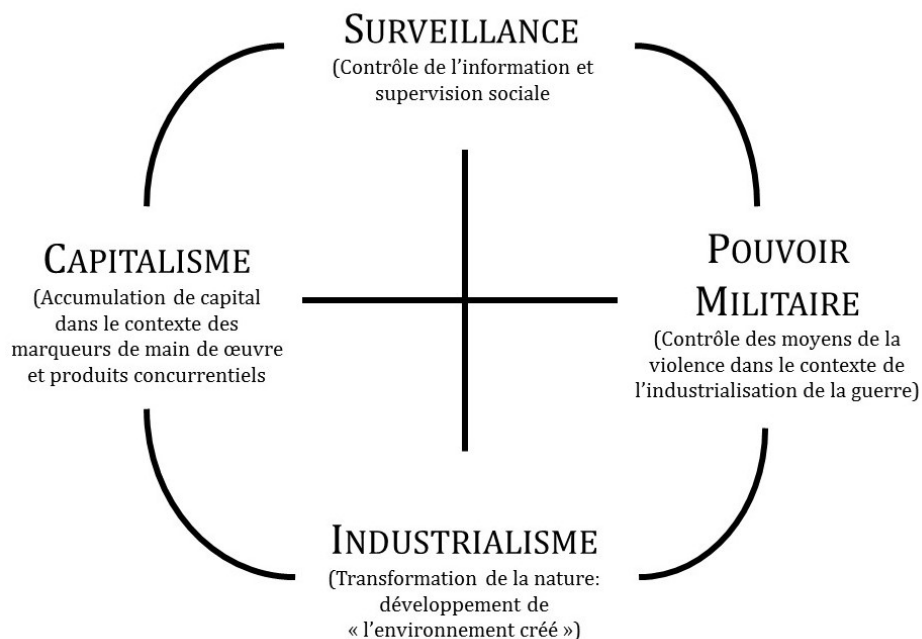 SURVEILLANCE
(Contrôle de l’information et
supervision sociale
CAPITALISME
(Accumulation de capital
dans le contexte des
marqueurs de main de œuvre
et produits concurrentiels
POUVOIR
MILITAIRE
(Contrôle des moyens de la
violence dans le contexte de
l’industrialisation de la guerre)
INDUSTRIALISME
(Transformation de la nature:
développement de
« l’environnement créé »)